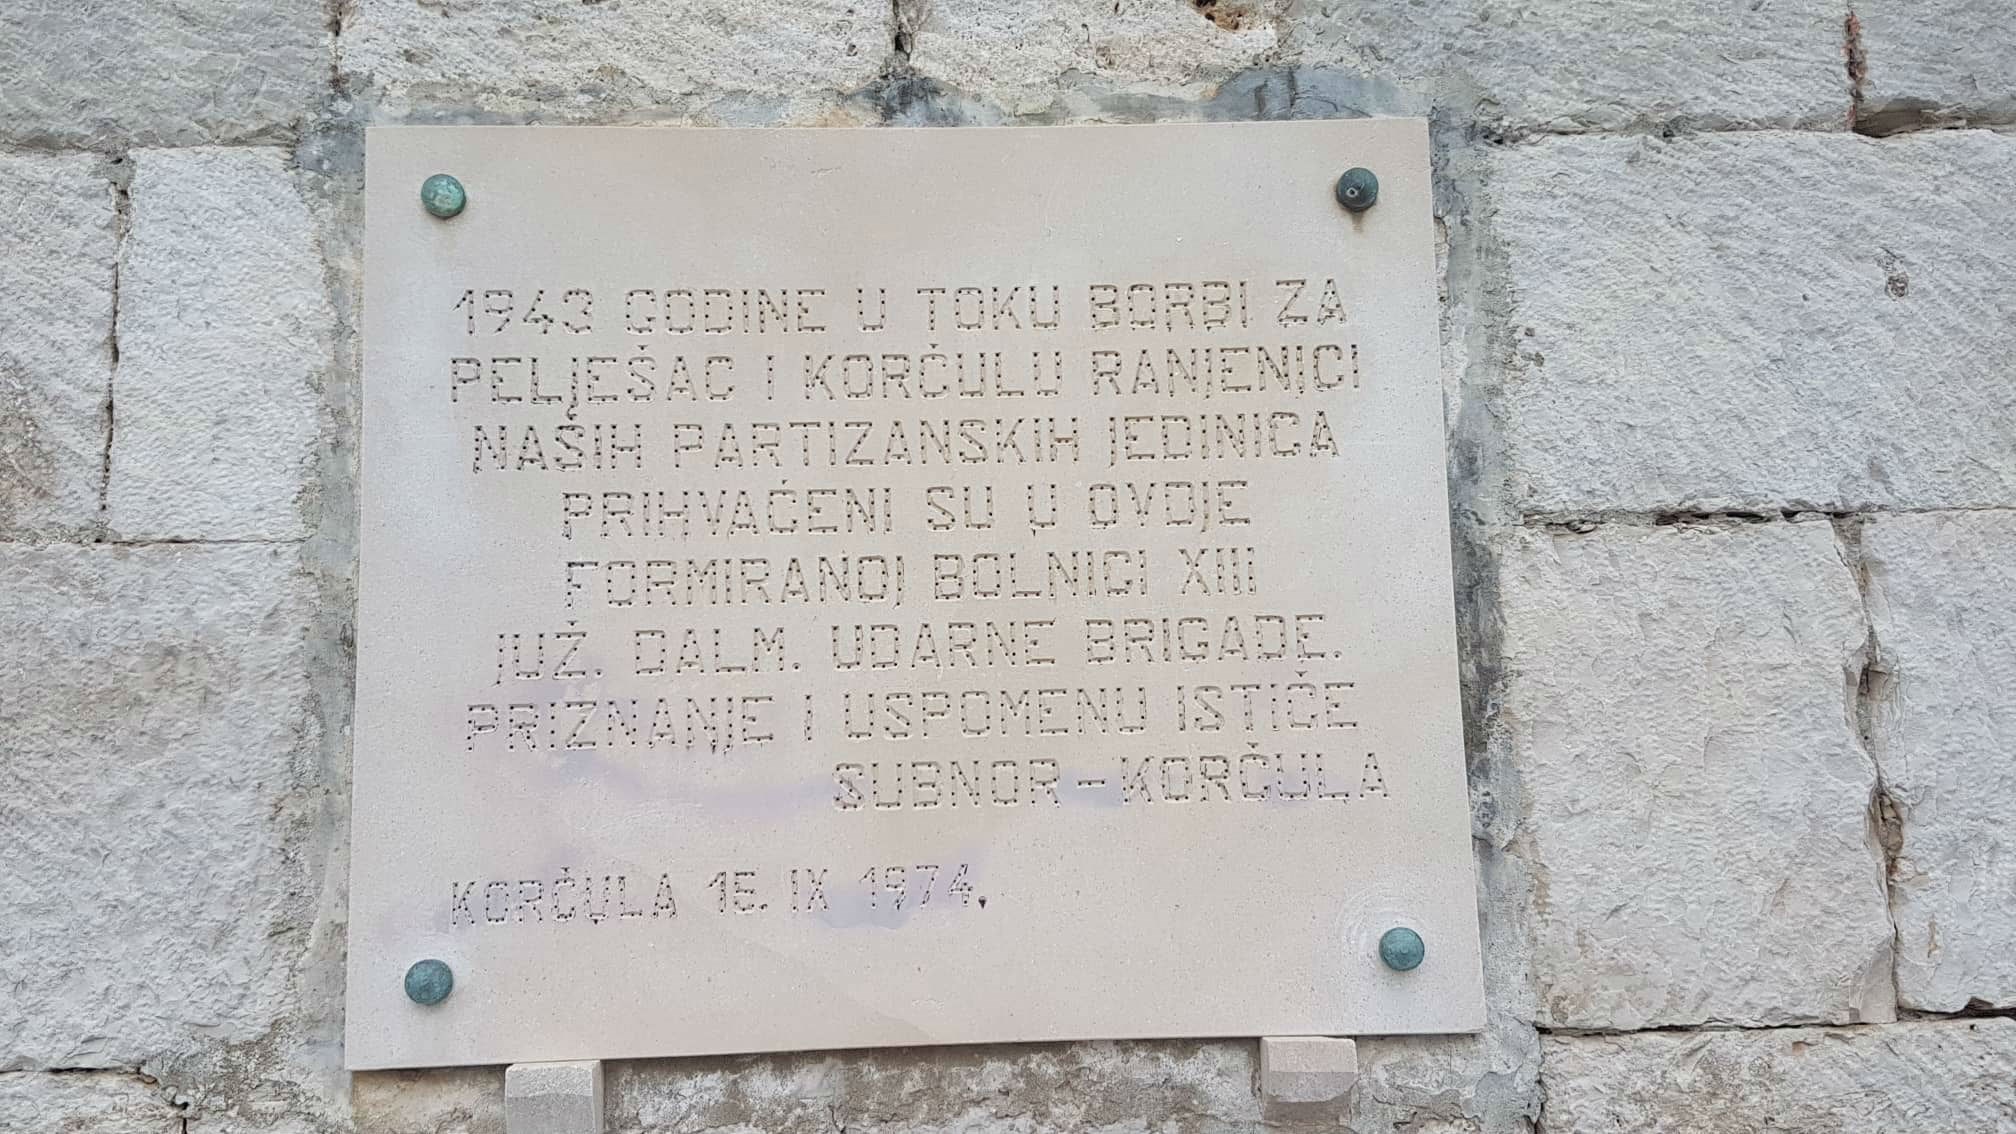 1943 GODINE U TOKU BORBI ZA
PELJEŠAC I KORČULU RANJENICI
NAŠIH PARTIZANSKIH JEDINICA
PRIHVAĆENI SU U OVDJE
FORMIRANOJ BOLNICI XIII
JUŽ. DALM. UDARNE BRIGADE.
PRIZNANJE I USPOMENU ISTIČE
SUBNOR – KORČULA
KORČULA 15. IX 1974.